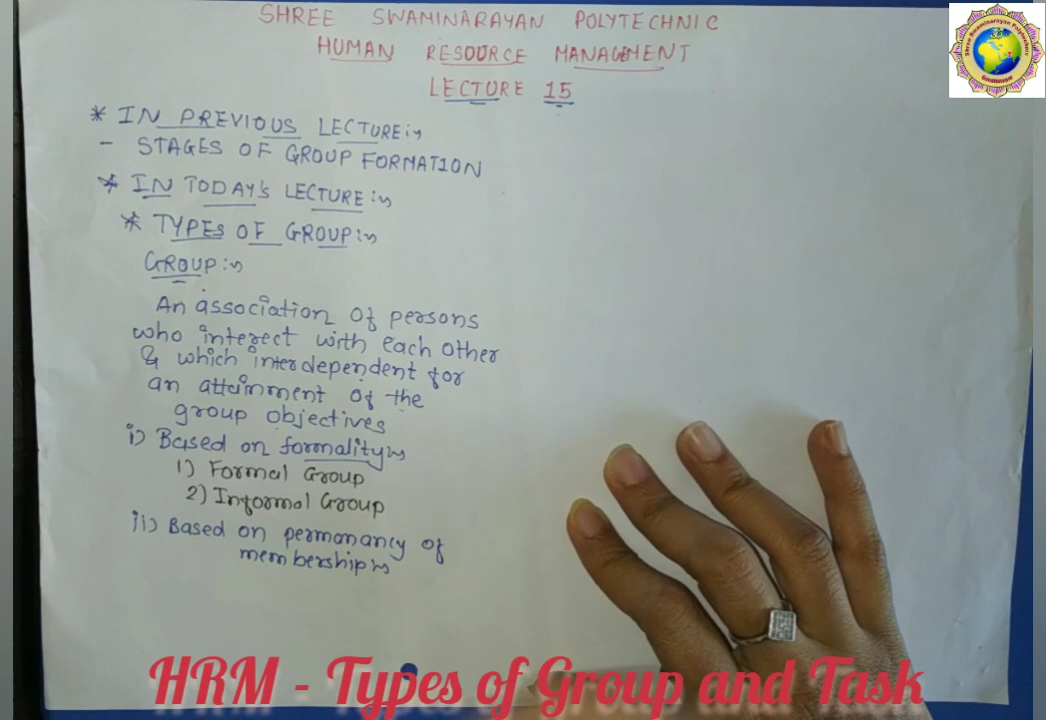 SHREE SWAMINARAYAN POLYTECHNIC
HUMAN RESOURCE MANAGEMENT
LECTURE 15
* IN PREVIOUS LECTURE :~
- STAGES OF GROUP FORMATION
* IN TODAY'S LECTURE :~
* TYPES OF GROUP :~
GROUP :~
An association of persons
who interect with each other
& which interdependent for
an attainment of the
group objectives
i) Based on formality~
1) Formal Group
2) Informal Group
ii) Based on permanancy of
membership~
HRM - Types of Group and Task
Shree Swaminarayan Polytechnic